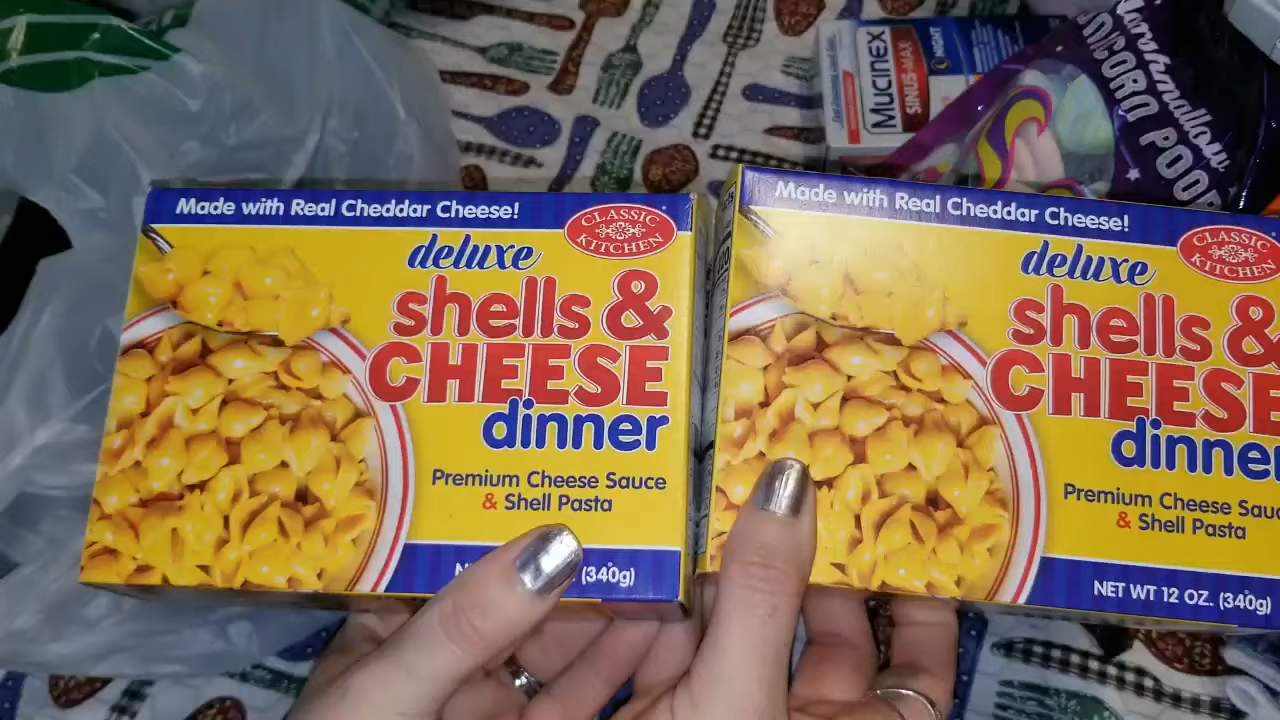 Made with Real Cheddar Cheese!
CLASSIC
KITCHEN
deluxe
shells &
CHEESE
dinner
Premium Cheese Sauce
& Shell Pasta
(340g)
Made with Real Cheddar Cheese!
CLASSIC
KITCHEN
deluxe
shells &
CHEESE
dinne
Premium Cheese Sauc
& Shell Pasta
NET WT 12 OZ. (340g)
MUCINEX
SINUS-MAX
NIGHT
Marshmallow
UNICORN POOP